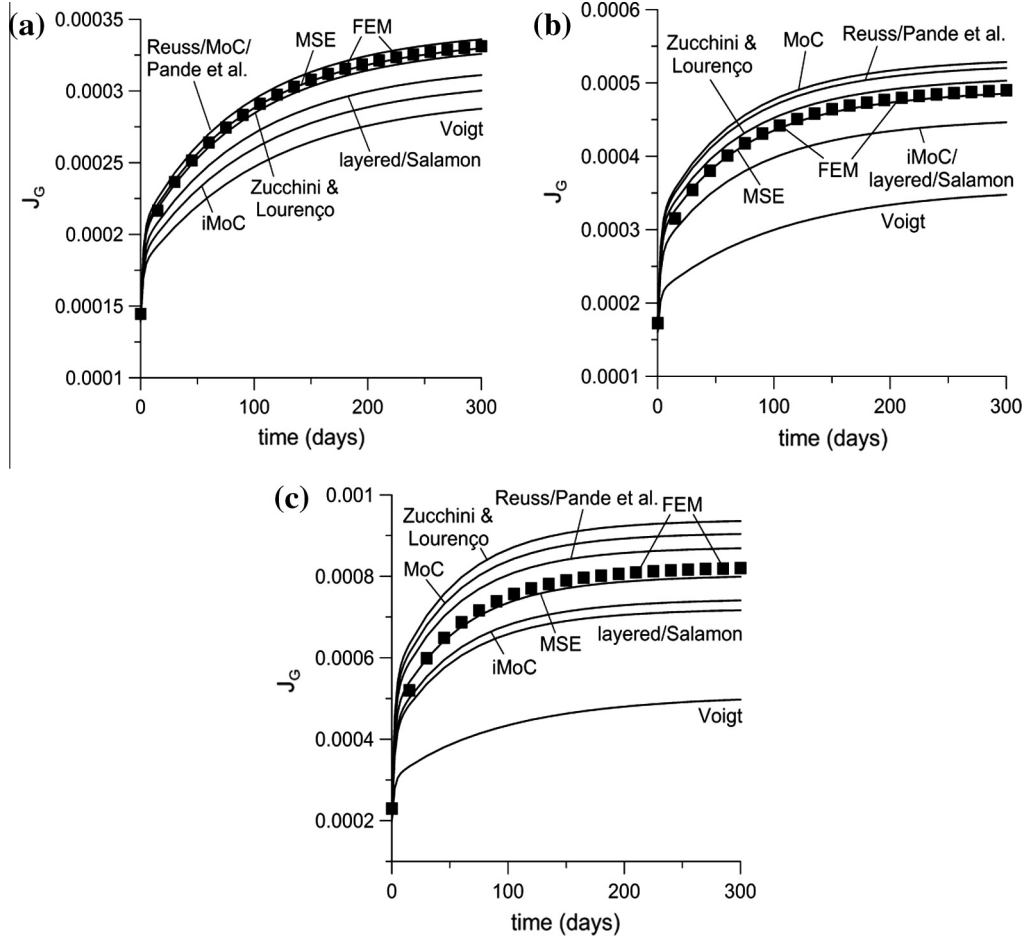 (a)
0.00035
0.0003
0.00025
0.0002
0.00015
0.0001
J_G
Reuss/MoC/
Pande et al.
MSE
FEM
Voigt
layered/Salamon
Zucchini &
Lourenço
iMoC
0
100
200
300
time (days)
(b)
0.0006
0.0005
0.0004
0.0003
0.0002
0.0001
J_G
Zucchini &
Lourenço
MoC
Reuss/Pande et al.
FEM
MSE
iMoC/
layered/Salamon
Voigt
0
100
200
300
time (days)
(c)
0.001
0.0008
0.0006
0.0004
0.0002
J_G
Reuss/Pande et al.
FEM
Zucchini &
Lourenço
MoC
MSE
layered/Salamon
iMoC
Voigt
0
100
200
300
time (days)